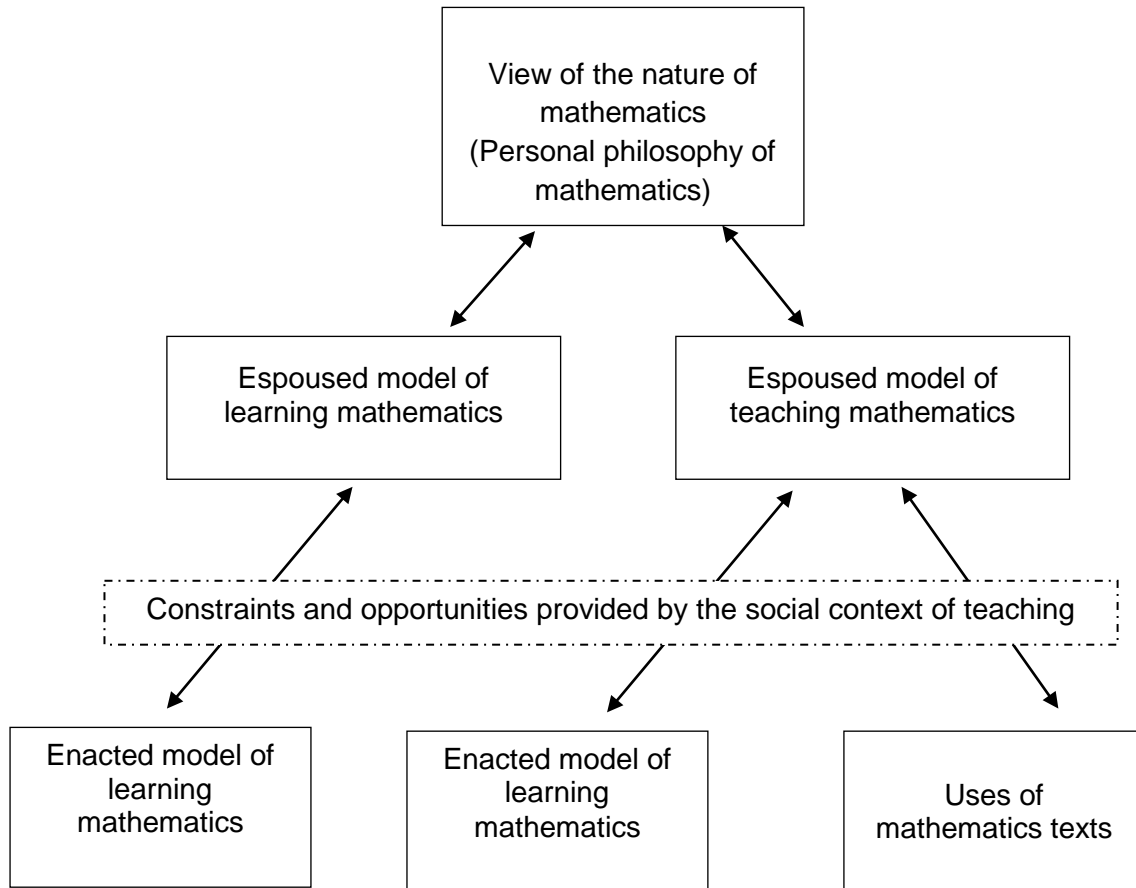 View of the nature of
mathematics
(Personal philosophy of
mathematics)
Espoused model of
learning mathematics
Espoused model of
teaching mathematics
Constraints and opportunities provided by the social context of teaching
Enacted model of
learning
mathematics
Enacted model of
learning
mathematics
Uses of
mathematics texts